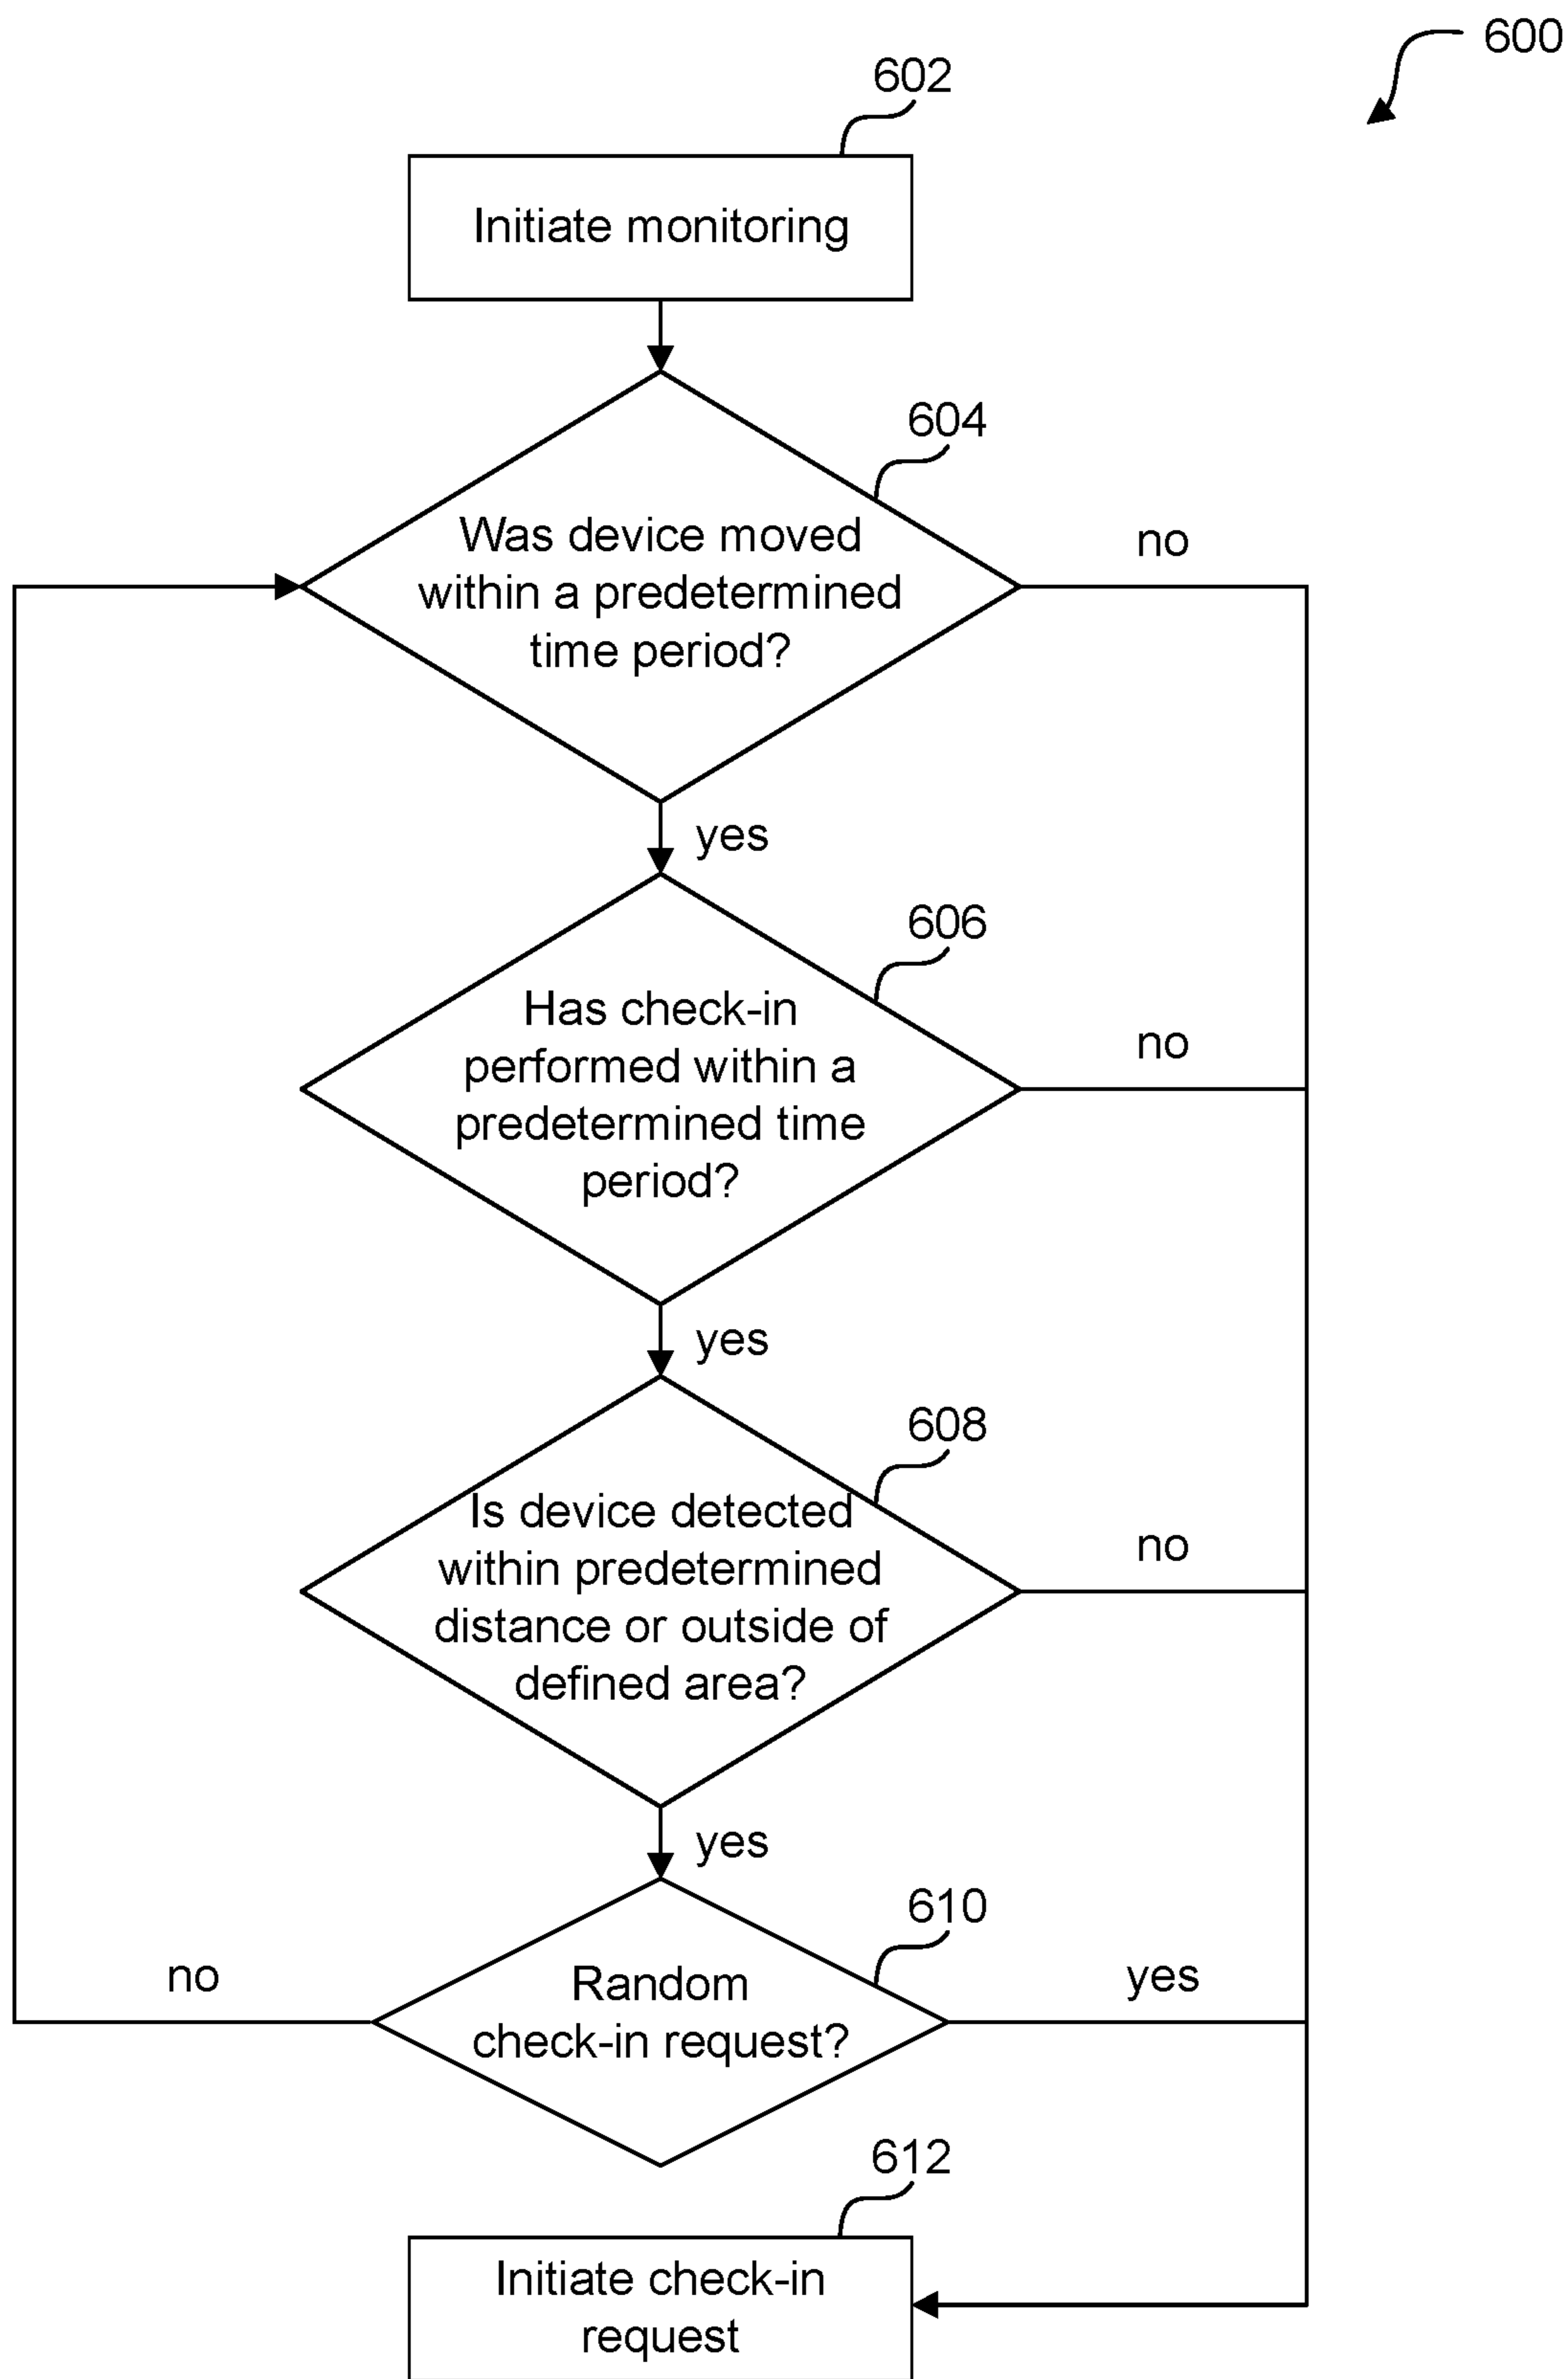 600
602
Initiate monitoring
604
Was device moved
within a predetermined
time period?
no
yes
606
Has check-in
performed within a
predetermined time
period?
no
yes
608
Is device detected
within predetermined
distance or outside of
defined area?
no
yes
610
Random
check-in request?
no
yes
612
Initiate check-in
request